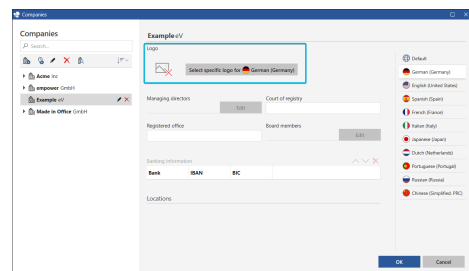 Companies
Companies
Search...
Acme inc
empower GmbH
Example eV
Made in Office GmbH
Example eV
Logo
Select specific logo for German (Germany)
Managing directors
Edit
Court of registry
Registered office
Board members
Edit
Banking information
Bank IBAN BIC
Locations
Default
German (Germany)
English (United States)
Spanish (Spain)
French (France)
Italian (Italy)
Japanese (Japan)
Dutch (Netherlands)
Portuguese (Portugal)
Russian (Russia)
Chinese (Simplified, PRC)
OK Cancel